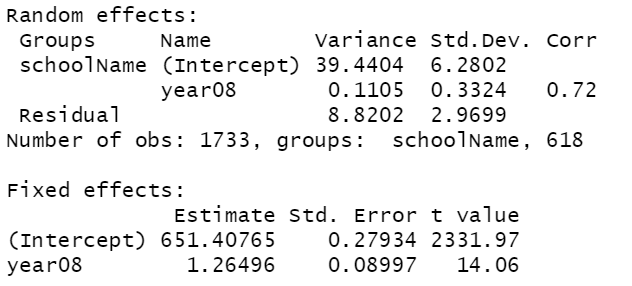 Random effects:
Groups Name Variance Std.Dev. Corr
schoolName (Intercept) 39.4404 6.2802
year08 0.1105 0.3324 0.72
Residual 8.8202 2.9699
Number of obs: 1733, groups: schoolName, 618
Fixed effects:
Estimate Std. Error t value
(Intercept) 651.40765 0.27934 2331.97
year08 1.26496 0.08997 14.06